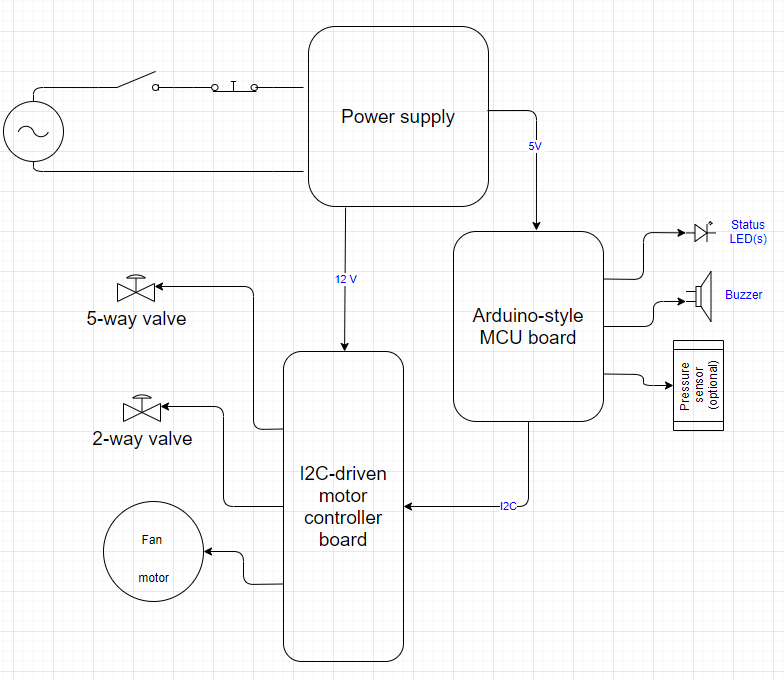 Power supply
5V
Status
LED(s)
12 V
Buzzer
5-way valve
Arduino-style
MCU board
Pressure
sensor
(optional)
2-way valve
I2C-driven
motor
controller
board
I2C
Fan
motor